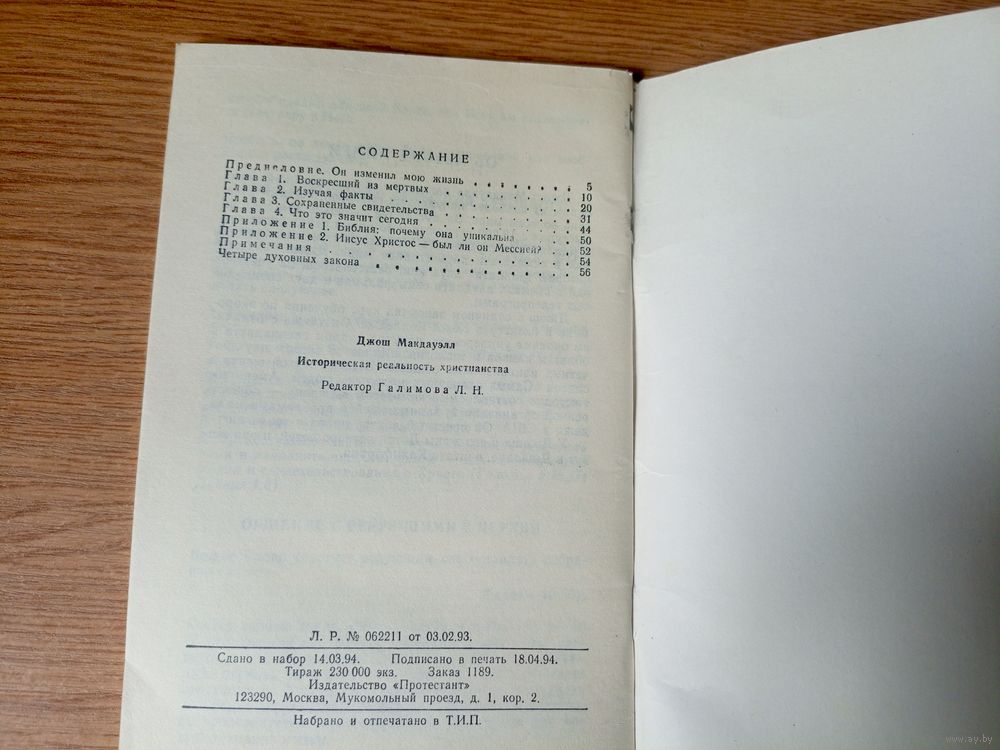 СОДЕРЖАНИЕ
Предисловие. Он изменил мою жизнь . . . . . . . . 5
Глава 1. Воскресший из мертвых . . . . . . . . . 10
Глава 2. Изучая факты . . . . . . . . . . . 20
Глава 3. Сохраненные свидетельства . . . . . . . . 31
Глава 4. Что это значит сегодня . . . . . . . . . 44
Приложение 1. Библия: почему она уникальна . . . . . 50
Приложение 2. Иисус Христос — был ли он Мессией? . . 52
Примечания . . . . . . . . . . . . . . 54
Четыре духовных закона . . . . . . . . . . . 56
Джош Макдауэлл
Историческая реальность христианства
Редактор Галимова Л. Н.
Л. Р. № 062211 от 03.02.93.
Сдано в набор 14.03.94. Подписано в печать 18.04.94.
Тираж 230 000 экз. Заказ 1189.
Издательство «Протестант»
123290, Москва, Мукомольный проезд, д. 1, кор. 2.
Набрано и отпечатано в Т.И.П.
www.ay.by